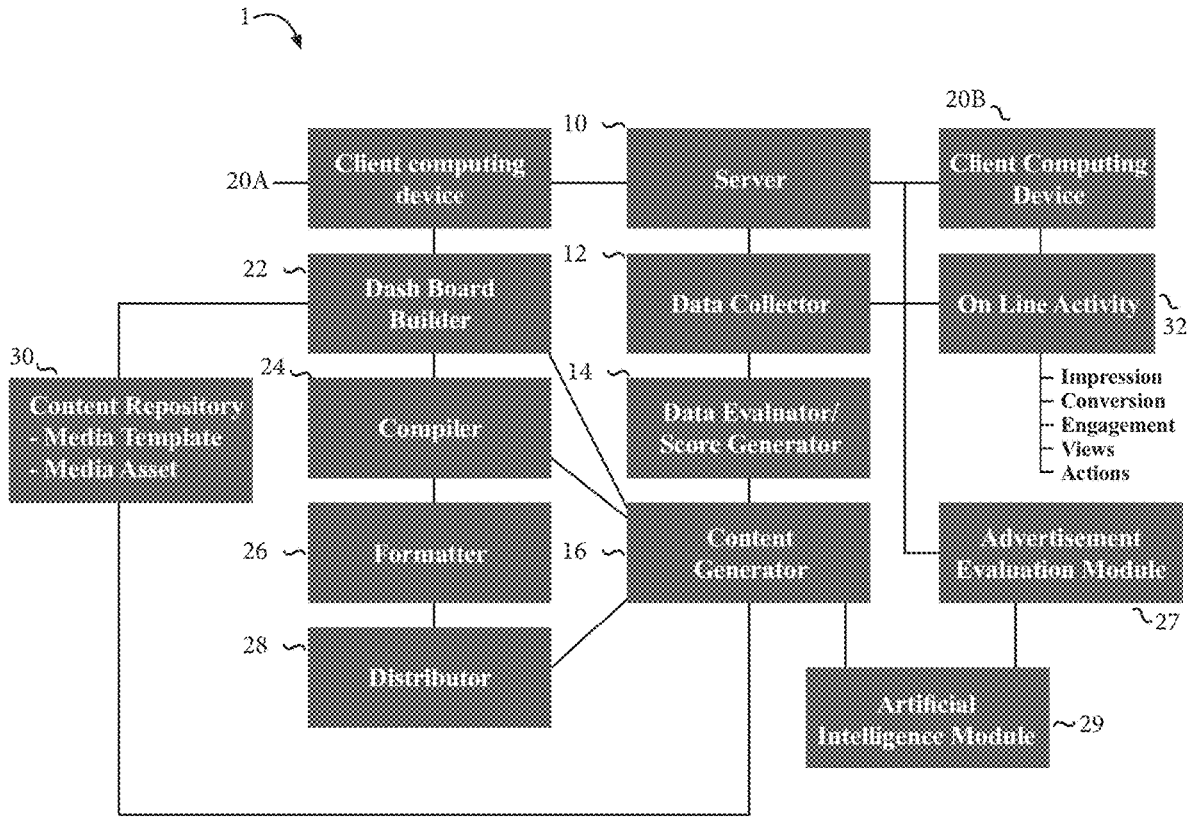 1
20B
10
Client computing
device
20A
Server
Client Computing
Device
22
Dash Board
Builder
12
Data Collector
On Line Activity
32
30
Content Repository
- Media Template
- Media Asset
24
Compiler
14
Data Evaluator/
Score Generator
Impression
Conversion
Engagement
Views
Actions
26
Formatter
16
Content
Generator
Advertisement
Evaluation Module
27
28
Distributor
Artificial
Intelligence Module
29